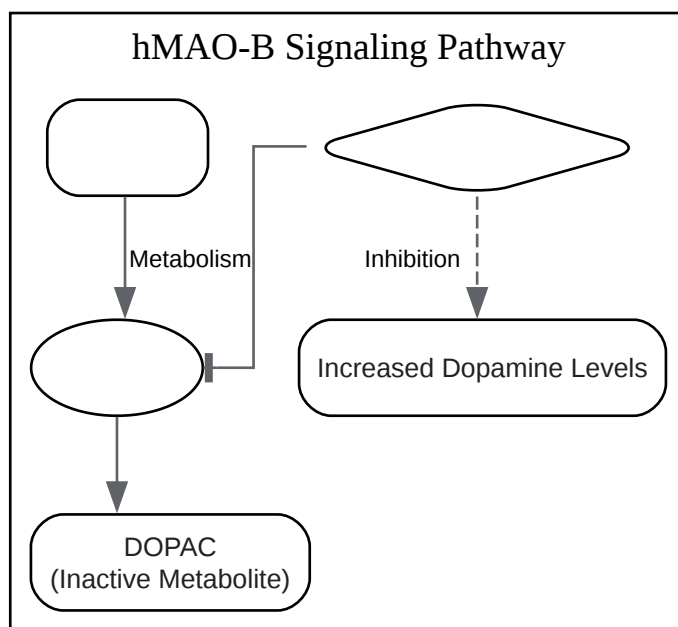 hMAO-B Signaling Pathway
Metabolism
Inhibition
Increased Dopamine Levels
DOPAC
(Inactive Metabolite)